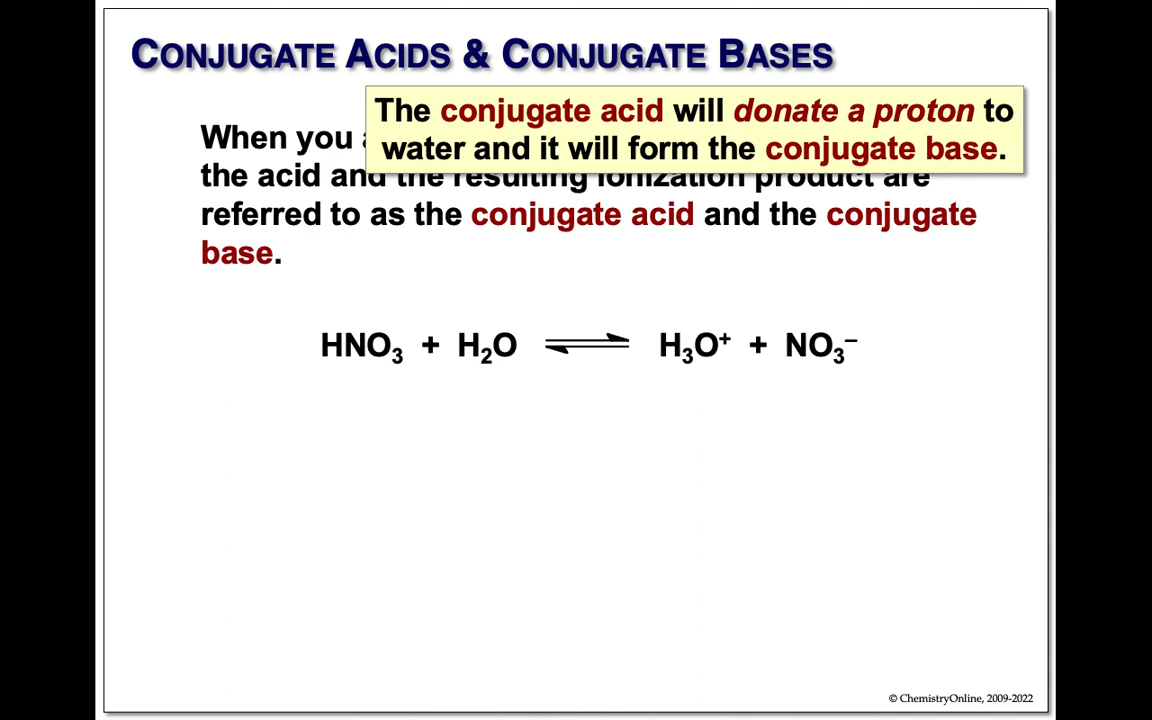 CONJUGATE ACIDS & CONJUGATE BASES
The conjugate acid will donate a proton to
water and it will form the conjugate base.
When you
the acid and the resulting ionization product are
referred to as the conjugate acid and the conjugate
base.
HNO₃ + H₂O ⇌ H₃O⁺ + NO₃⁻
© ChemistryOnline, 2009-2022